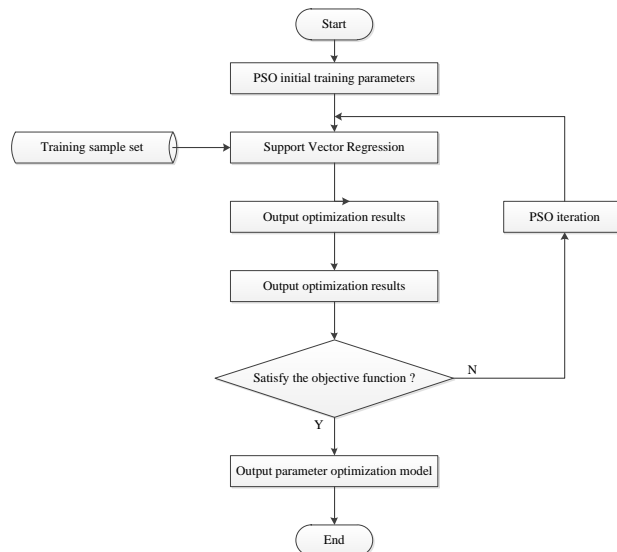 Start
PSO initial training parameters
Training sample set
Support Vector Regression
Output optimization results
PSO iteration
Output optimization results
Satisfy the objective function ?
N
Y
Output parameter optimization model
End